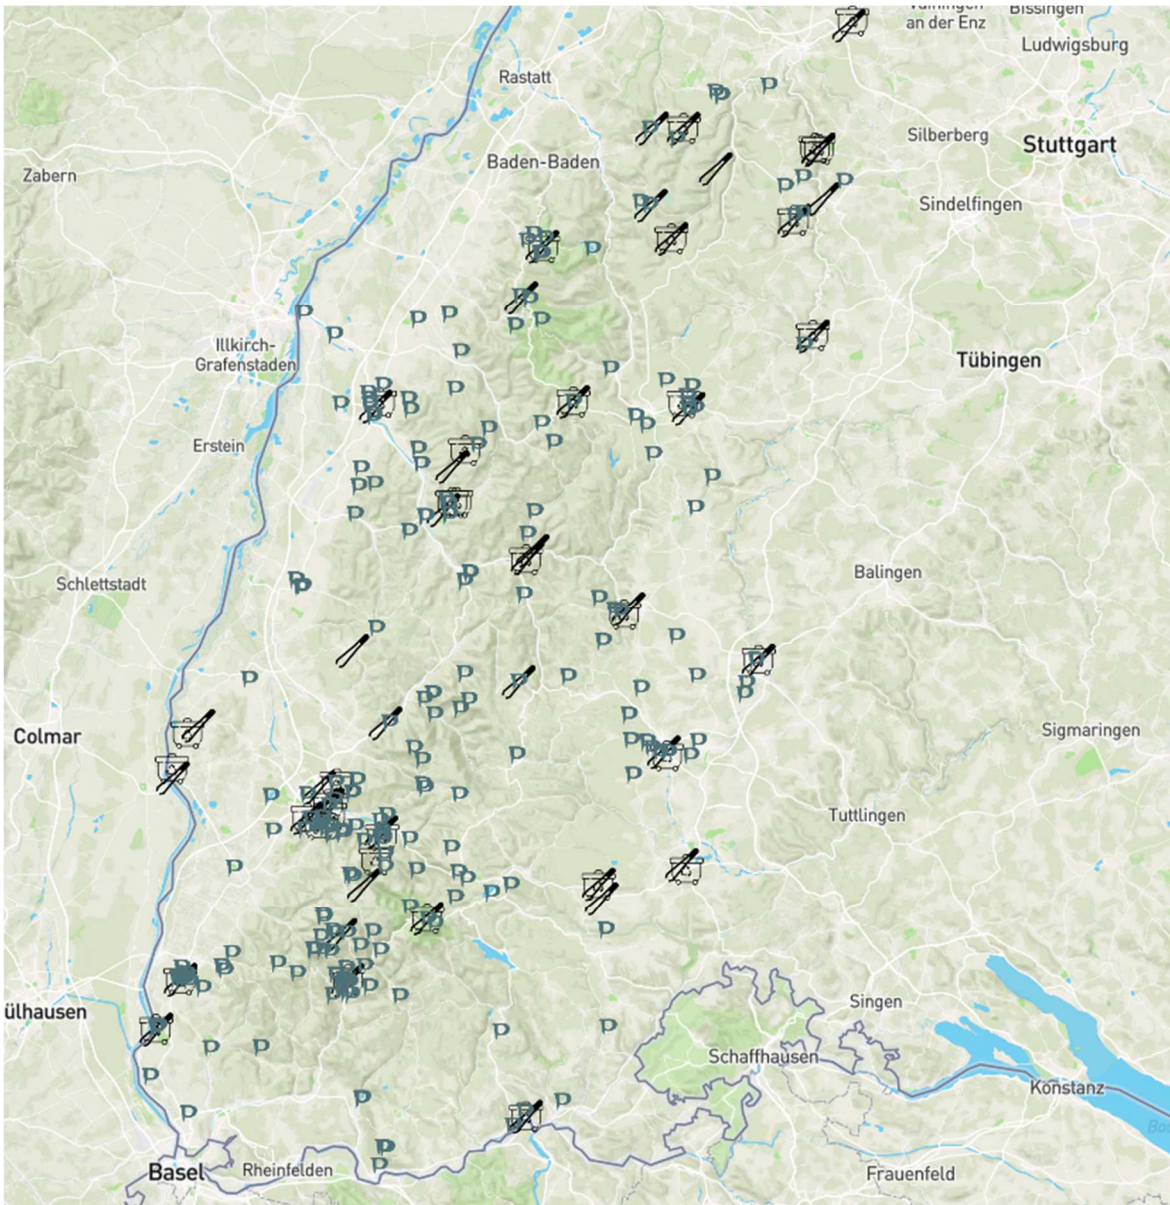 an der Enz
Bissingen
Ludwigsburg
Rastatt
Silberberg
Stuttgart
Baden-Baden
Zabern
Sindelfingen
Illkirch-
Grafenstaden
Tübingen
Erstein
Balingen
Schlettstadt
Sigmaringen
Colmar
Tuttlingen
Singen
ülhausen
Schaffhausen
Konstanz
Basel
Rheinfelden
Frauenfeld